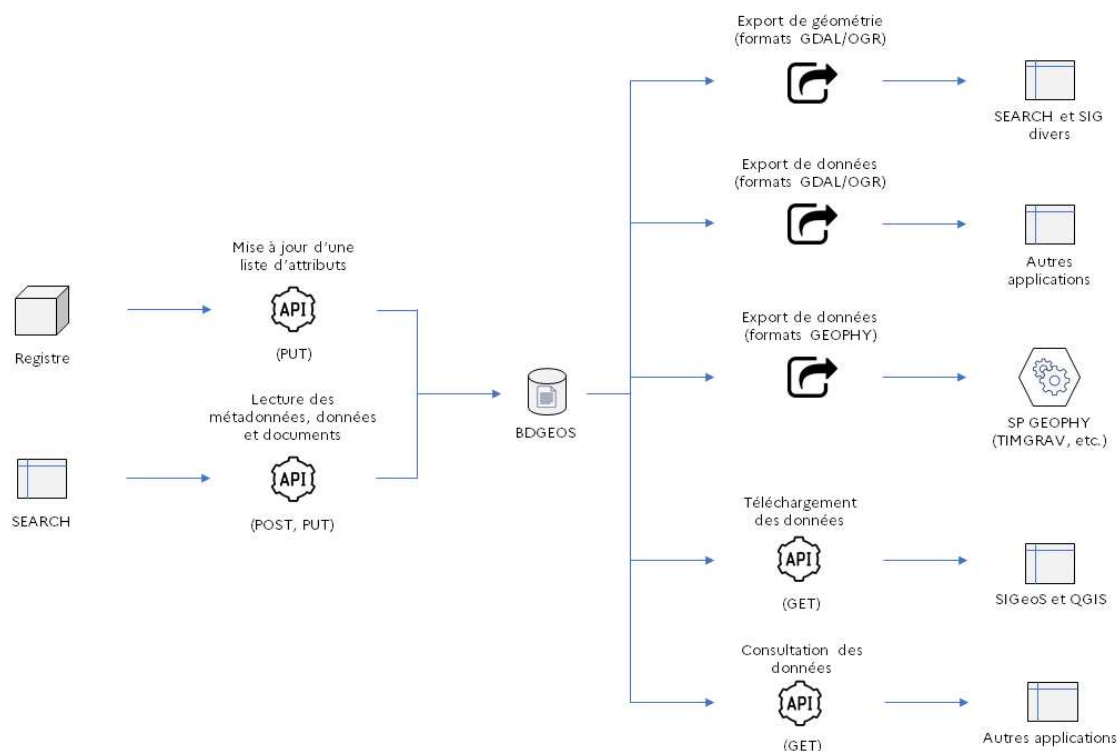 Export de géométrie
(formats GDAL/OGR)
SEARCH et SIG
divers
Export de données
(formats GDAL/OGR)
Autres
applications
Mise à jour d'une
liste d'attributs
API
(PUT)
Registre
Export de données
(formats GEOPHY)
SP GEOPHY
(TIMGRAV, etc.)
Lecture des
métadonnées, données
et documents
API
(POST, PUT)
SEARCH
BDGEOS
Téléchargement
des données
API
(GET)
SIGeoS et QGIS
Consultation des
données
API
(GET)
Autres applications